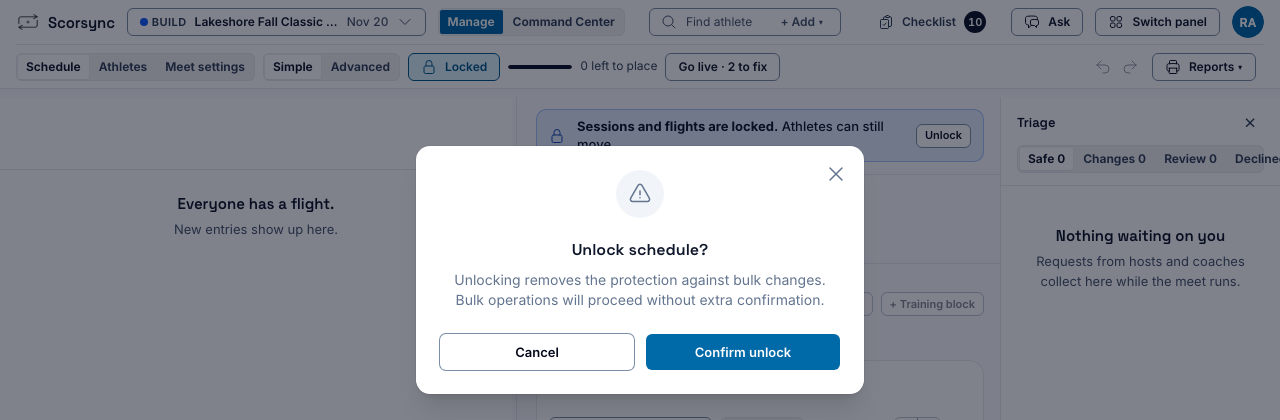 Scorsync
BUILD Lakeshore Fall Classic ... Nov 20
Manage
Command Center
Find athlete
+ Add
Checklist 10
Ask
Switch panel
RA
Schedule
Athletes
Meet settings
Simple
Advanced
Locked
0 left to place
Go live · 2 to fix
Reports
Sessions and flights are locked. Athletes can still
move
Unlock
Triage
Safe 0
Changes 0
Review 0
Decline
Everyone has a flight.
New entries show up here.
Unlock schedule?
Unlocking removes the protection against bulk changes.
Bulk operations will proceed without extra confirmation.
Cancel
Confirm unlock
Nothing waiting on you
Requests from hosts and coaches
collect here while the meet runs.
+ Training block